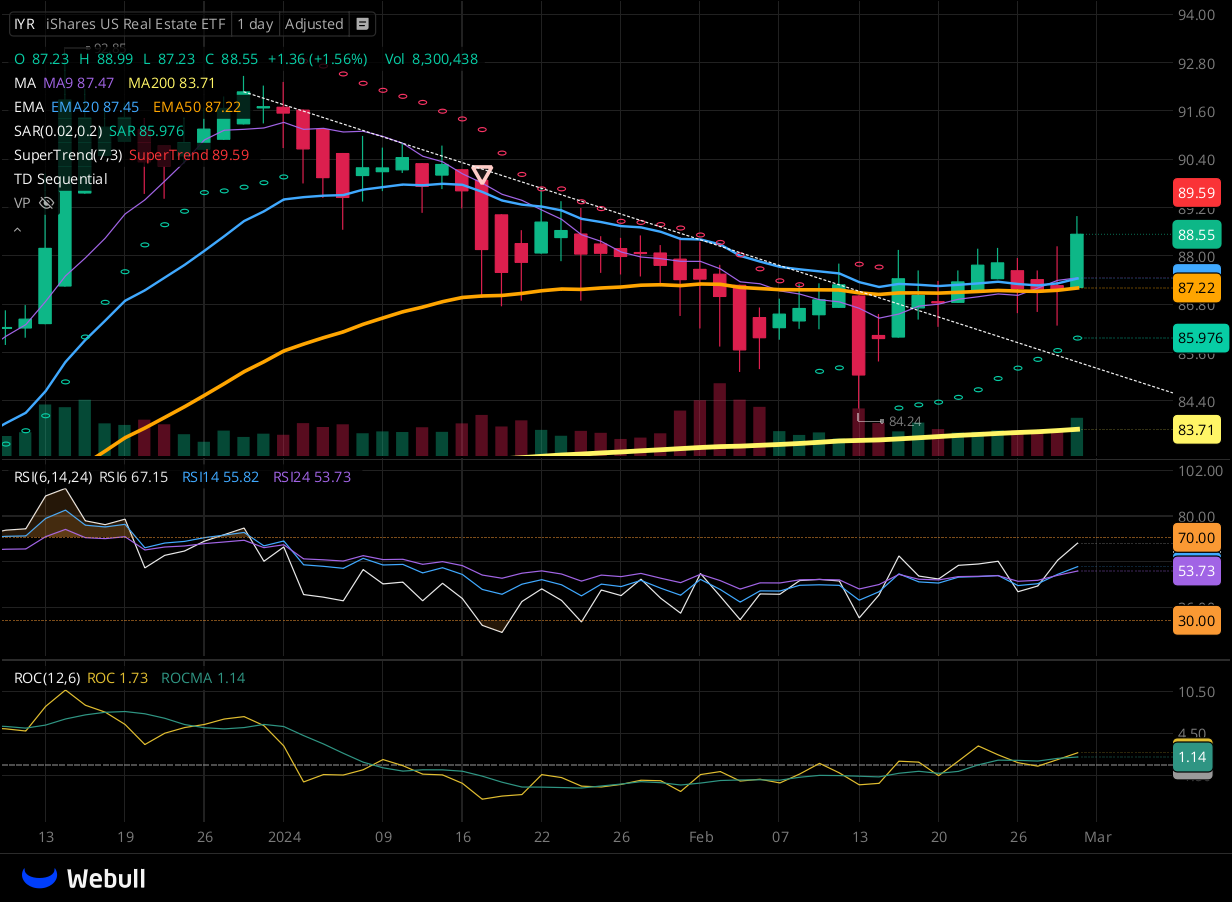 IYR iShares US Real Estate ETF 1 day Adjusted
94.00
O 87.23 H 88.99 L 87.23 C 88.55 +1.36 (+1.56%) Vol 8,300,438
92.80
MA MA9 87.47 MA200 83.71
EMA EMA20 87.45 EMA50 87.22
91.60
SAR(0.02,0.2) SAR 85.976
SuperTrend(7,3) SuperTrend 89.59
90.40
TD Sequential
89.59
VP
89.20
88.55
88.00
87.22
86.80
85.976
85.60
84.40
84.24
83.71
RSI(6,14,24) RSI6 67.15 RSI14 55.82 RSI24 53.73
102.00
80.00
70.00
53.73
30.00
ROC(12,6) ROC 1.73 ROCMA 1.14
10.50
4.50
1.14
13 19 26 2024 09 16 22 26 Feb 07 13 20 26 Mar
Webull